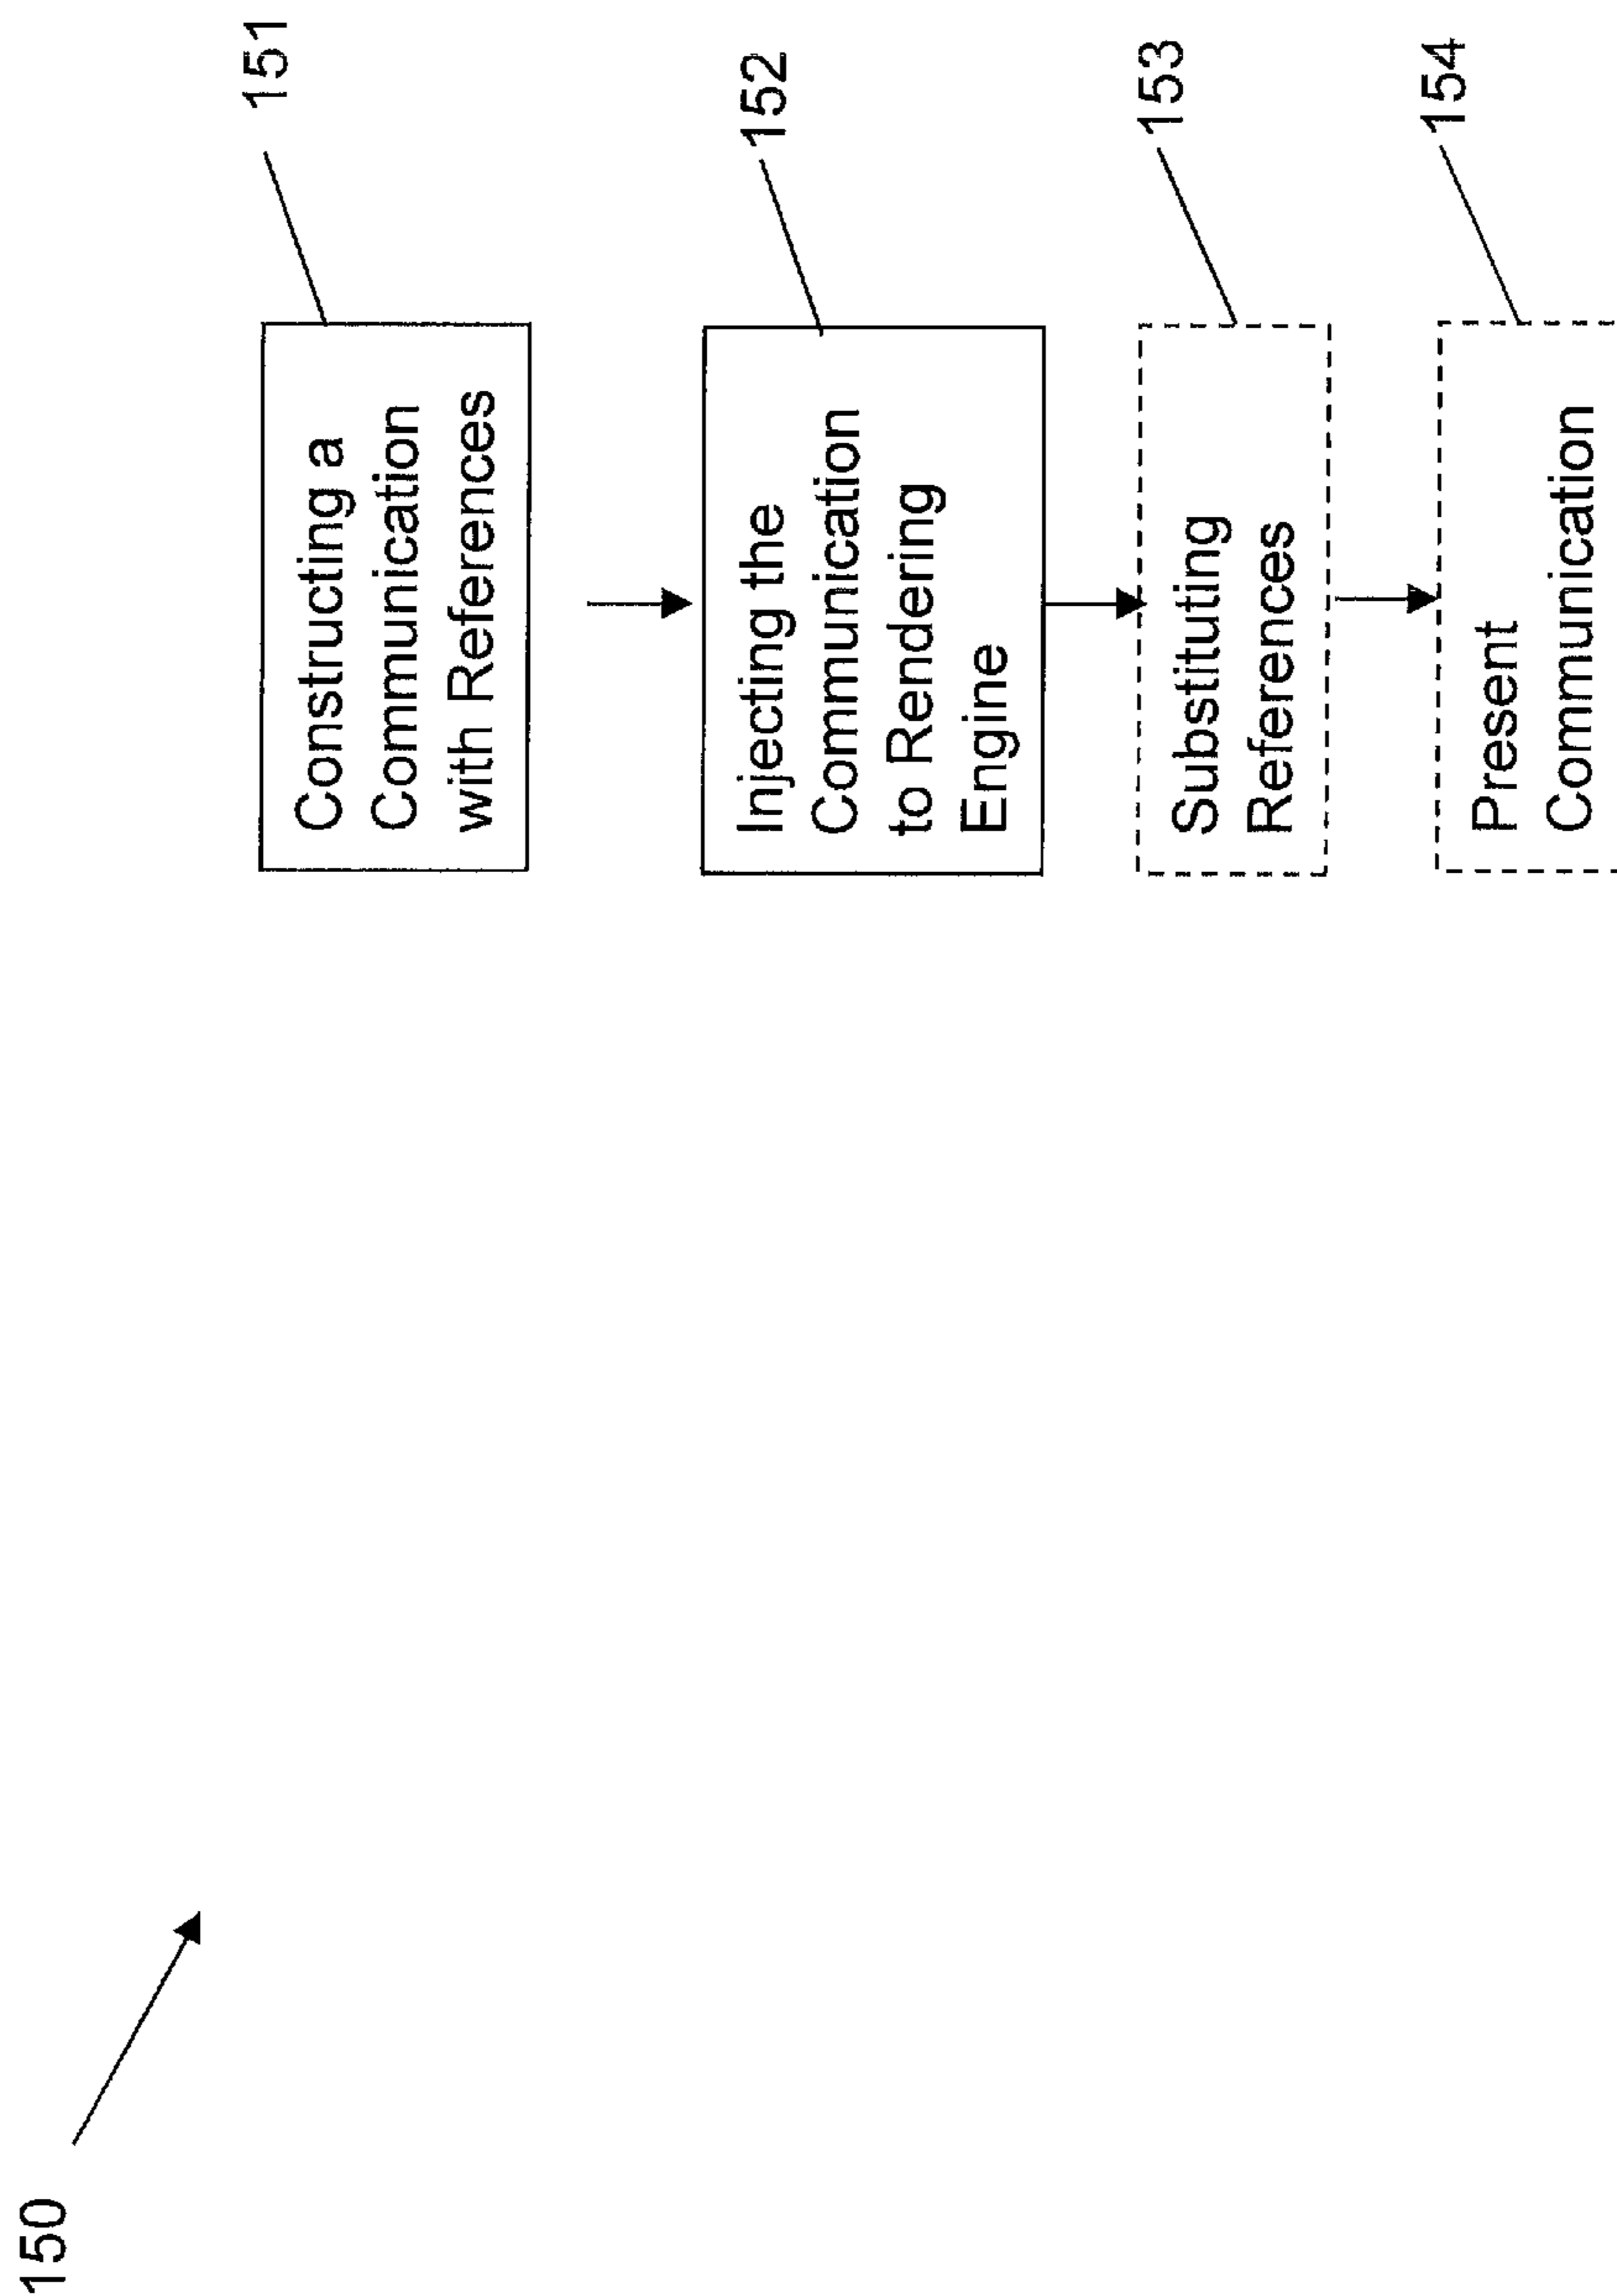 150
151
Constructing a
Communication
with References
152
Injecting the
Communication
to Rendering
Engine
153
Substituting
References
154
Present
Communication